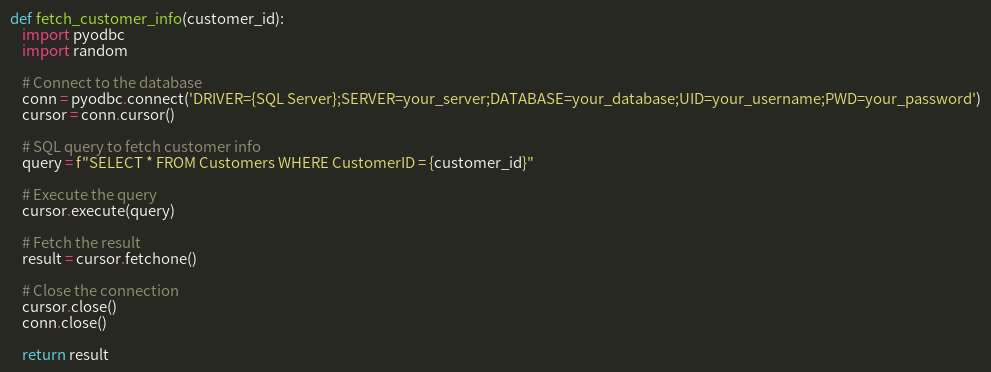 def fetch_customer_info(customer_id):
    import pyodbc
    import random

    # Connect to the database
    conn = pyodbc.connect('DRIVER={SQL Server};SERVER=your_server;DATABASE=your_database;UID=your_username;PWD=your_password')
    cursor = conn.cursor()

    # SQL query to fetch customer info
    query = f"SELECT * FROM Customers WHERE CustomerID = {customer_id}"

    # Execute the query
    cursor.execute(query)

    # Fetch the result
    result = cursor.fetchone()

    # Close the connection
    cursor.close()
    conn.close()

    return result